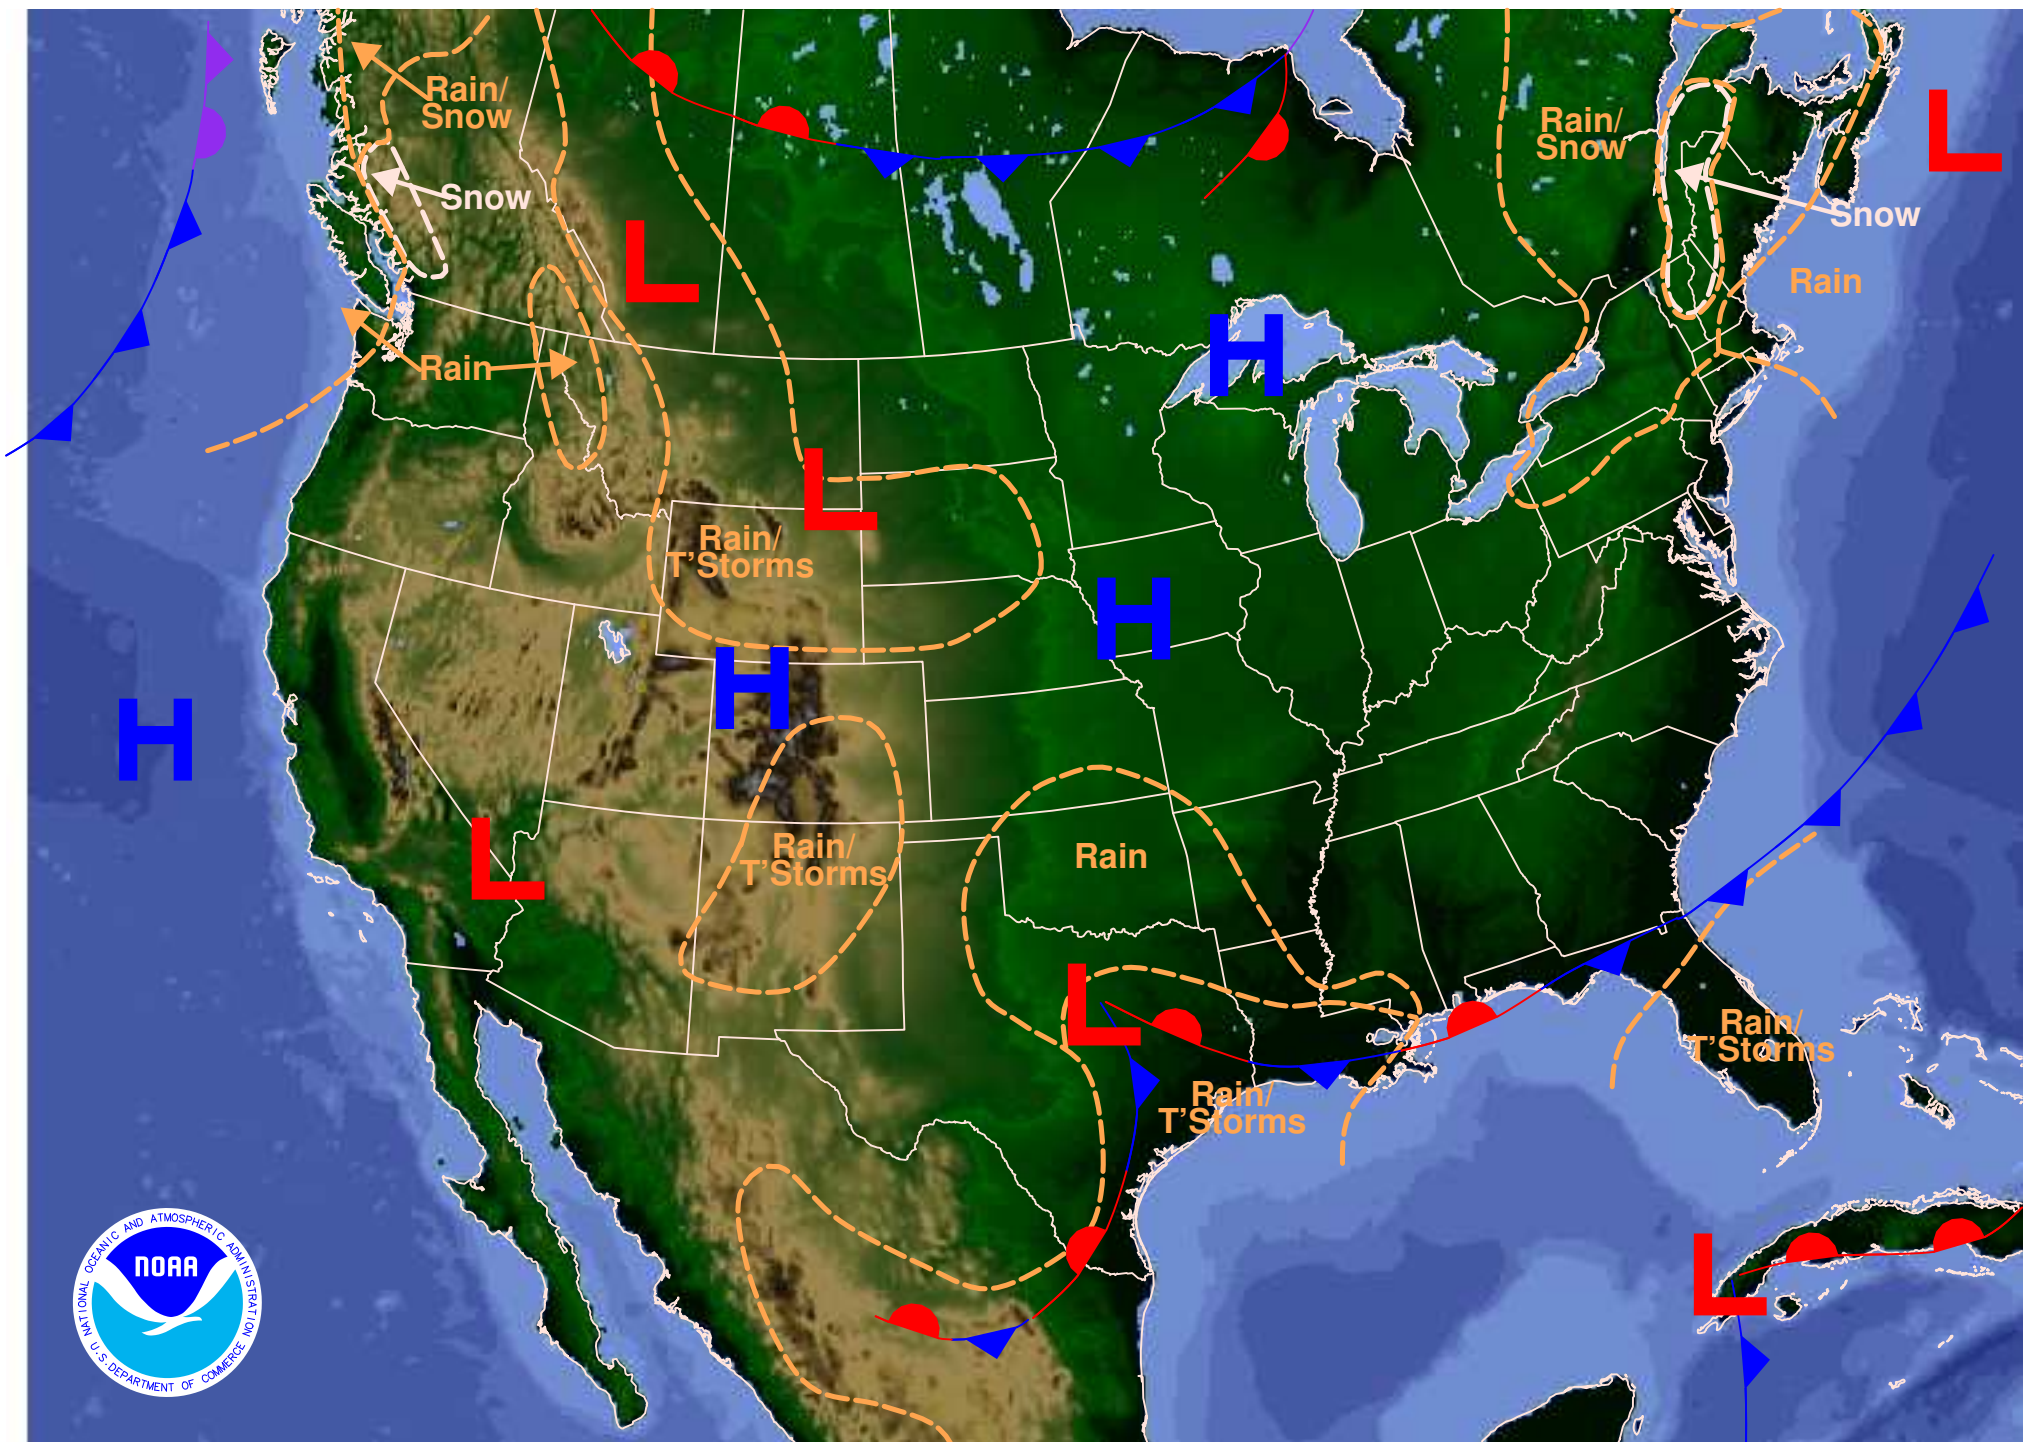 Rain/
Snow
Rain/
Snow
L
Snow
Snow
L
Rain
H
Rain
L
Rain/
T'Storms
H
H
H
L
Rain/
T'Storms
Rain
L
Rain/
T'Storms
Rain/
T'Storms
L
NATIONAL OCEANIC AND ATMOSPHERIC ADMINISTRATION
NOAA
U.S. DEPARTMENT OF COMMERCE